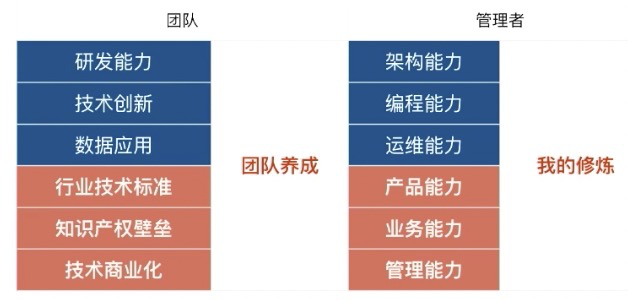 团队
管理者
研发能力
技术创新
数据应用
行业技术标准
知识产权壁垒
技术商业化
团队养成
架构能力
编程能力
运维能力
产品能力
业务能力
管理能力
我的修炼